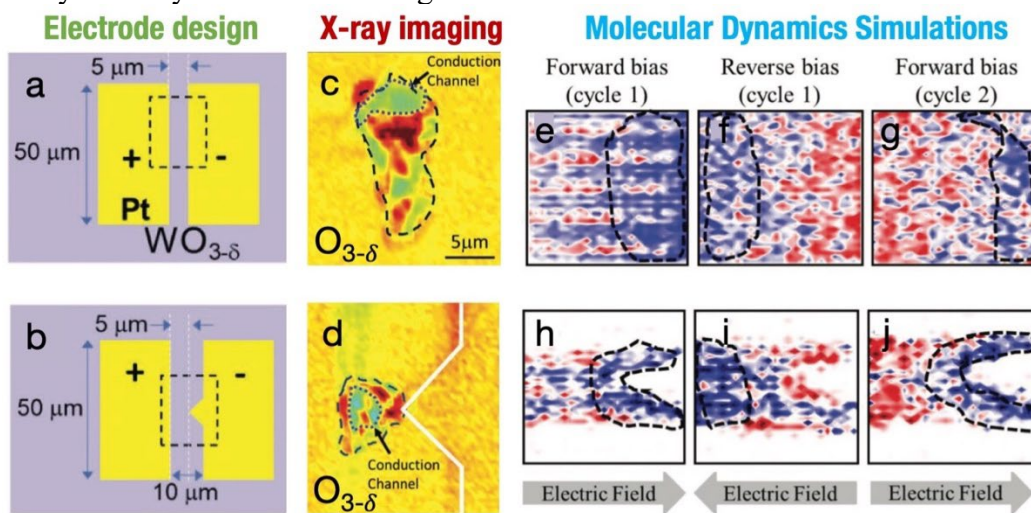 Electrode design
X-ray imaging
Molecular Dynamics Simulations
a
5 μm
50 μm
+
-
Pt
WO3-δ
c
Conduction
Channel
O3-δ
5μm
Forward bias
(cycle 1)
Reverse bias
(cycle 1)
Forward bias
(cycle 2)
e
f
g
b
5 μm
50 μm
+
-
10 μm
d
Conduction
Channel
O3-δ
h
i
j
Electric Field
Electric Field
Electric Field